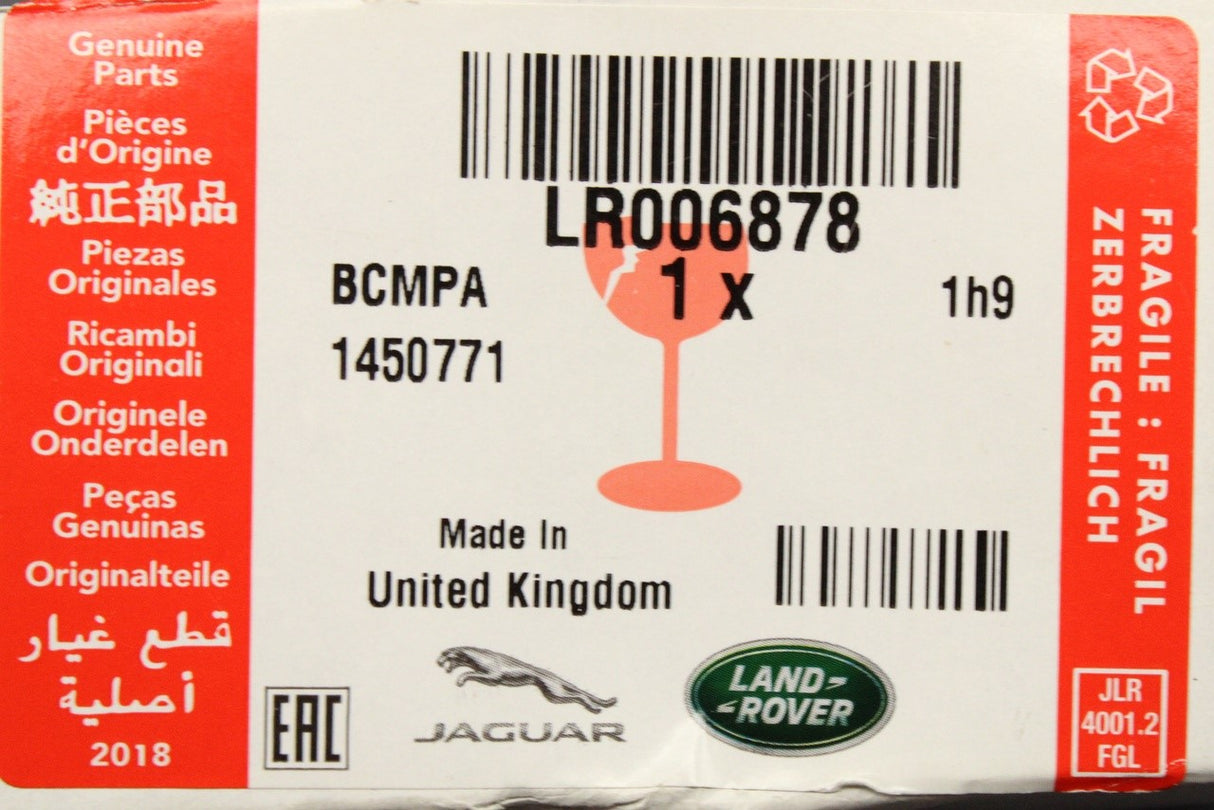 Genuine
Parts
Pièces
d'Origine
純正部品
Piezas
Originales
Ricambi
Originali
Originele
Onderdelen
Peças
Genuinas
Originalteile
قطع غيار
أصلية
2018
LR006878
BCMPA
1 x
1h9
1450771
Made In
United Kingdom
EAC
JAGUAR
LAND-
-ROVER
FRAGILE : FRAGIL
ZERBRECHLICH
JLR
4001.2
FGL